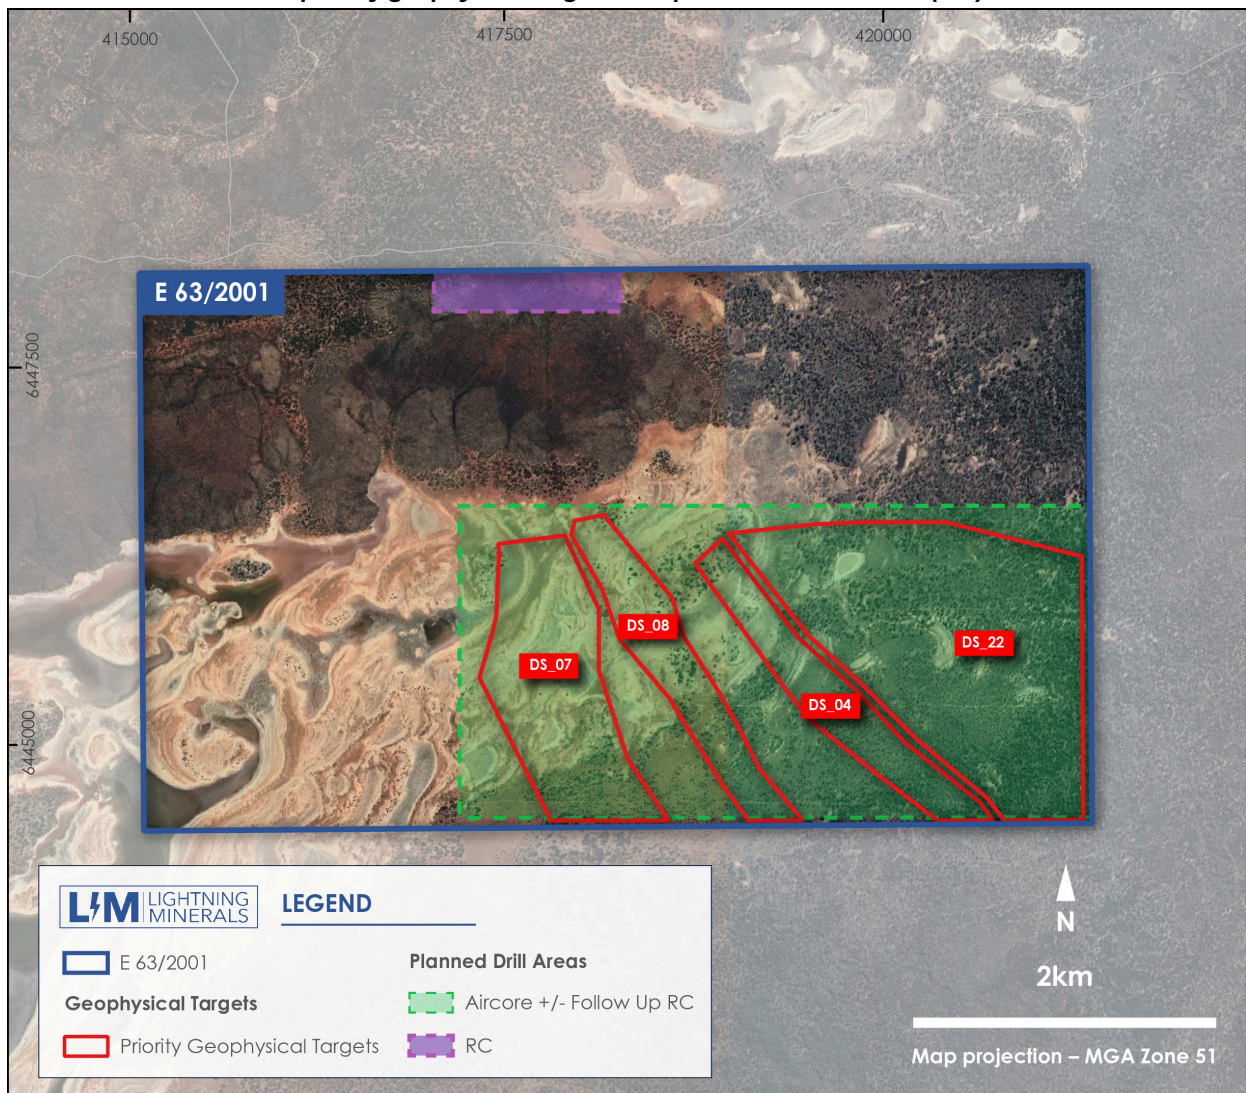 415000
417500
420000
E 63/2001
6447500
DS_08
DS_22
DS_07
DS_04
6445000
LIM LIGHTNING MINERALS
LEGEND
E 63/2001
Geophysical Targets
Priority Geophysical Targets
Planned Drill Areas
Aircore +/- Follow Up RC
RC
N
2km
Map projection – MGA Zone 51